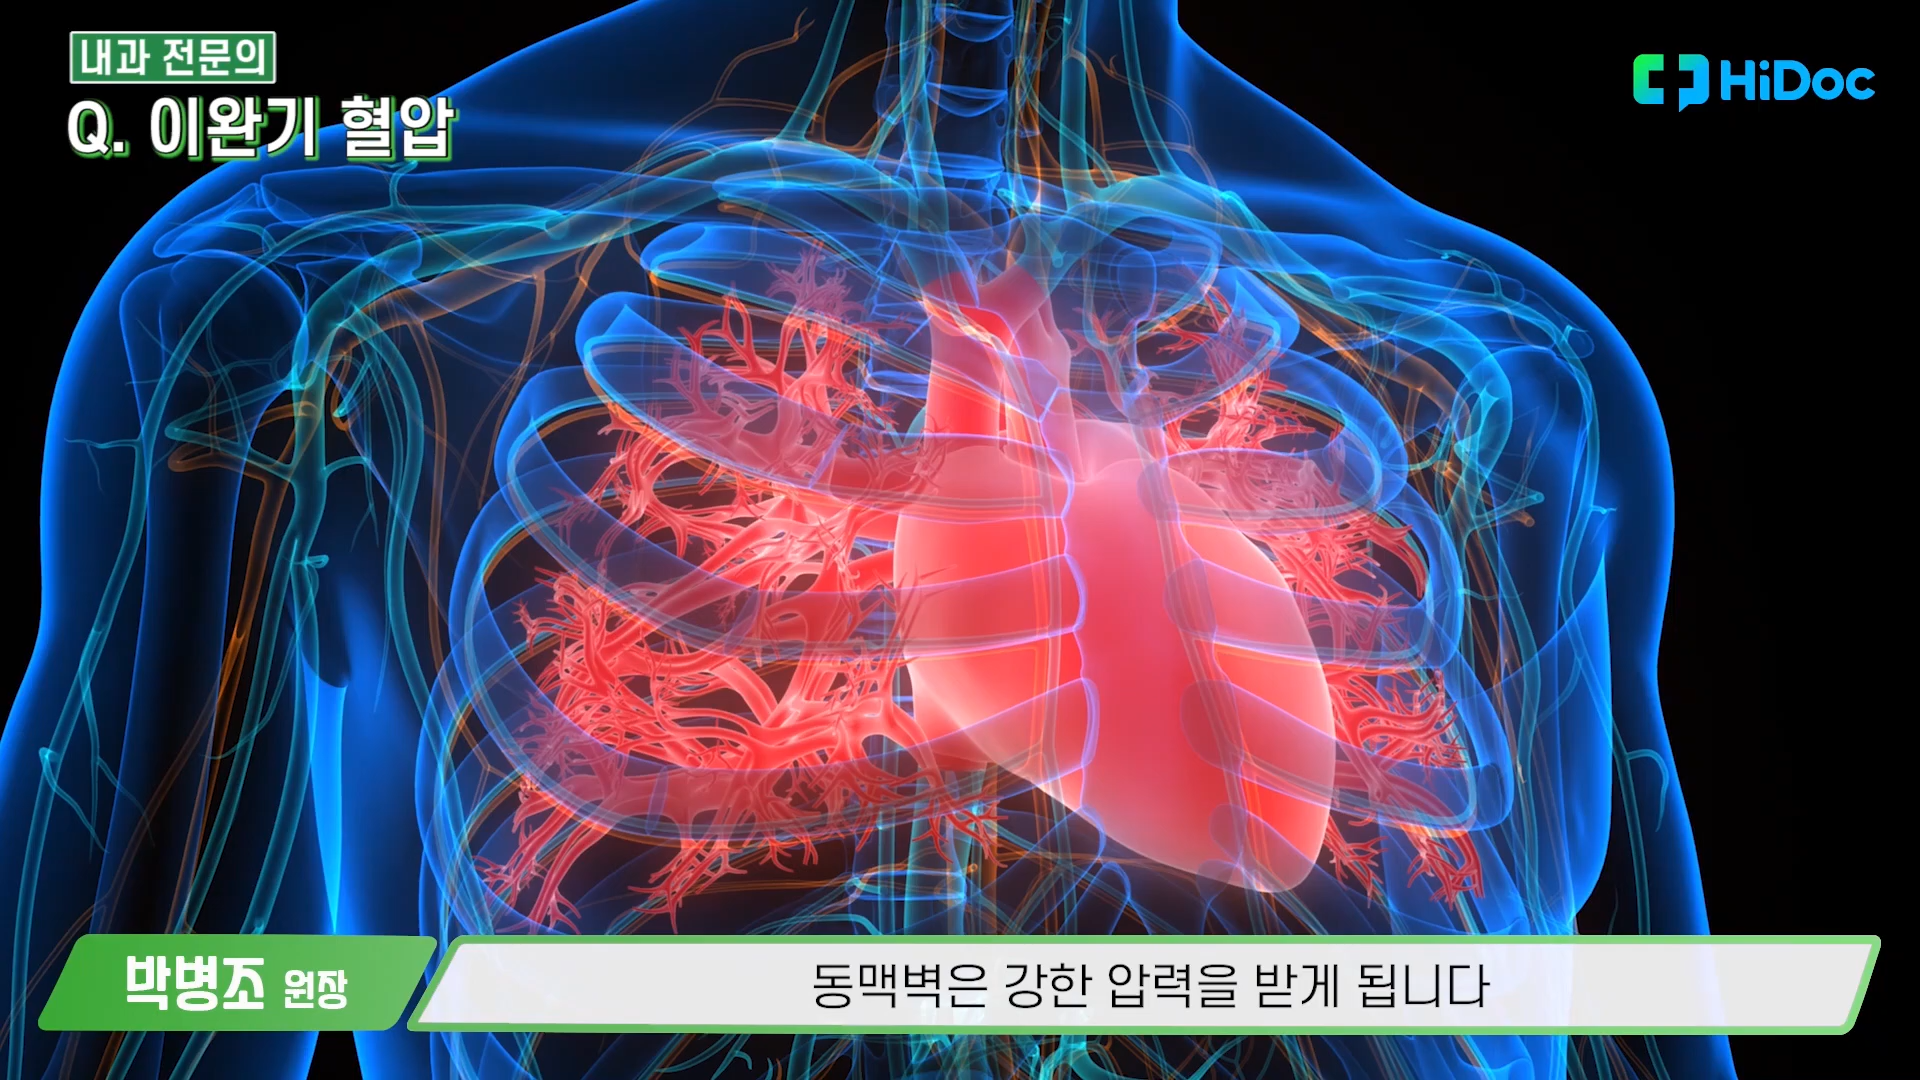 내과 전문의
Q. 이완기 혈압
HiDoc
박병조 원장
동맥벽은 강한 압력을 받게 됩니다